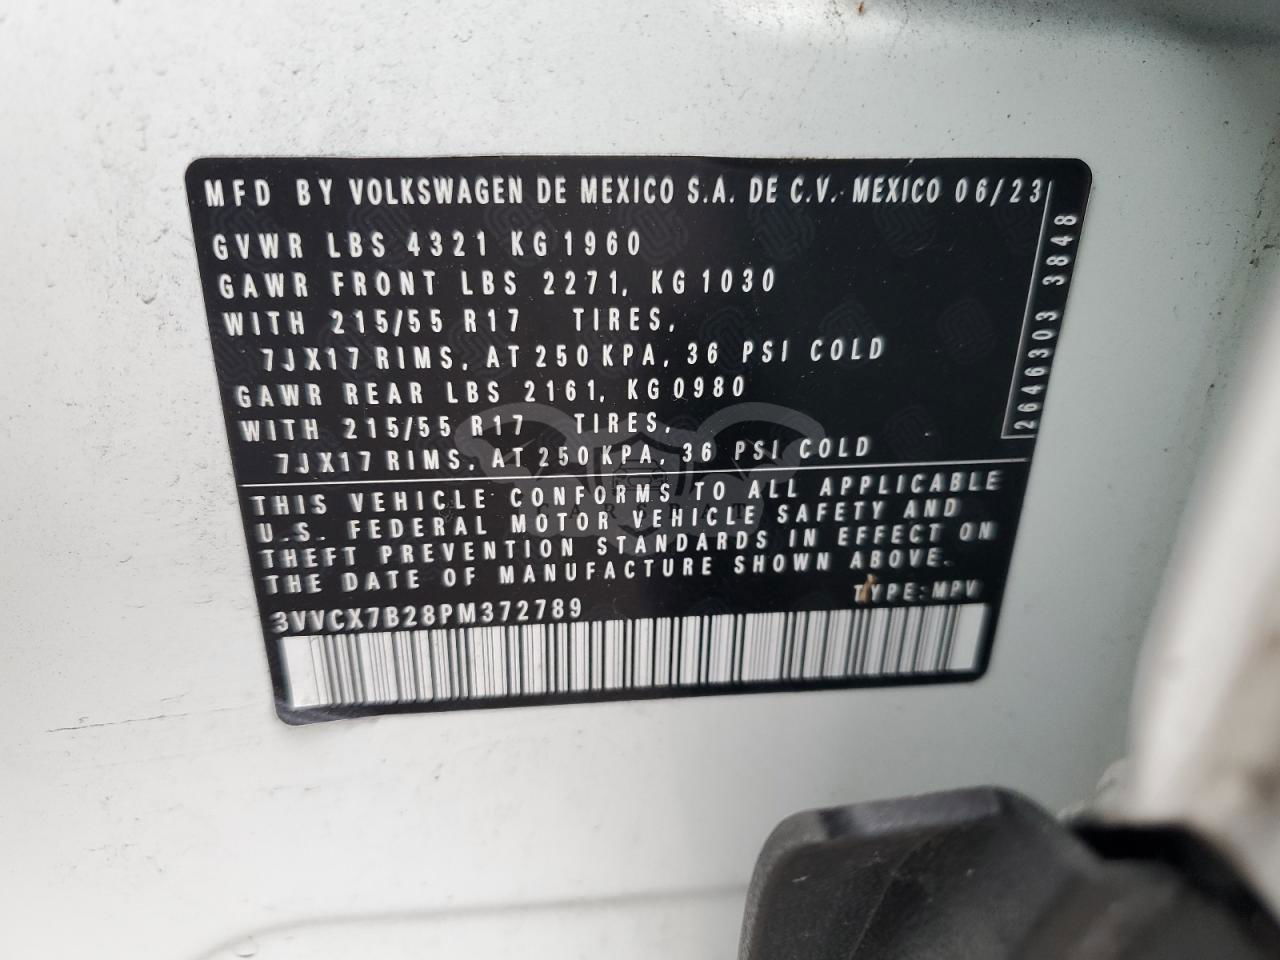 MFD BY VOLKSWAGEN DE MEXICO S.A. DE C.V. MEXICO 06/23
GVWR LBS 4321 KG 1960
GAWR FRONT LBS 2271, KG 1030
WITH 215/55 R17 TIRES,
7JX17 RIMS, AT 250 KPA, 36 PSI COLD
GAWR REAR LBS 2161, KG 0980
WITH 215/55 R17 TIRES,
7JX17 RIMS, AT 250 KPA, 36 PSI COLD
2646303 3848
THIS VEHICLE CONFORMS TO ALL APPLICABLE
U.S. FEDERAL MOTOR VEHICLE SAFETY AND
THEFT PREVENTION STANDARDS IN EFFECT ON
THE DATE OF MANUFACTURE SHOWN ABOVE.
TYPE: MPV
3VVCX7B28PM372789